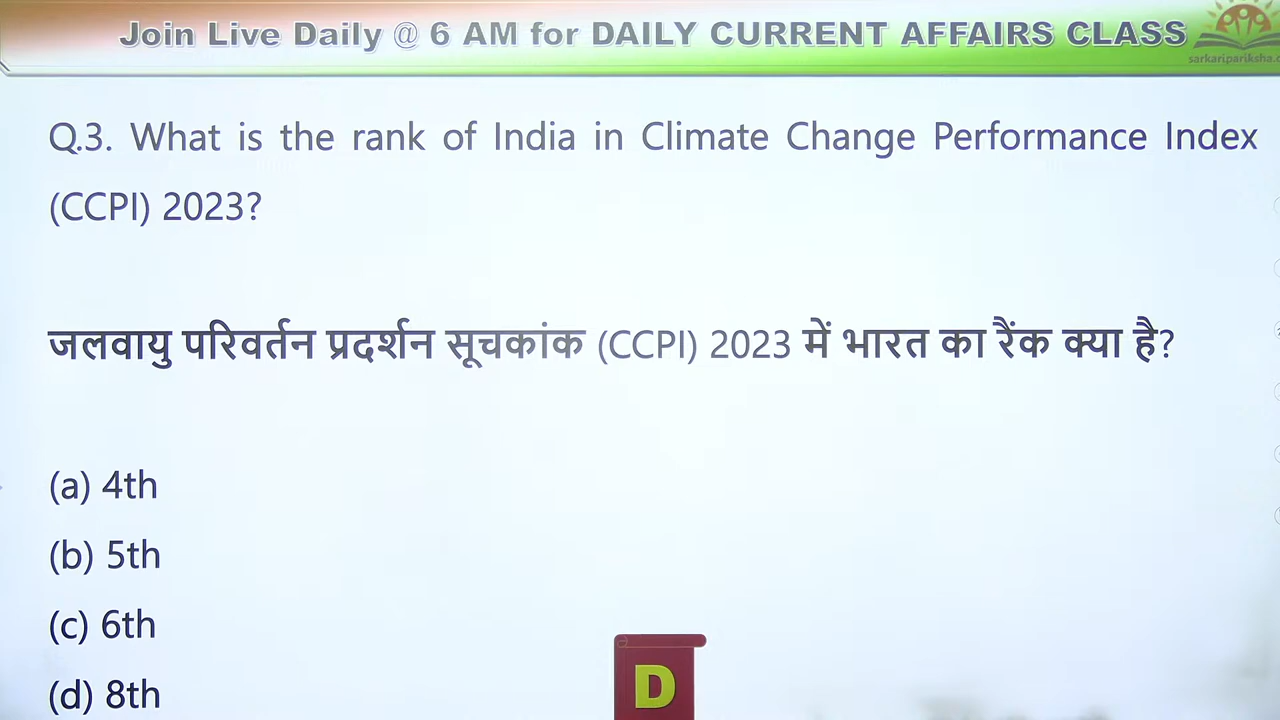 Join Live Daily @ 6 AM for DAILY CURRENT AFFAIRS CLASS
Q.3. What is the rank of India in Climate Change Performance Index
(CCPI) 2023?
जलवायु परिवर्तन प्रदर्शन सूचकांक (CCPI) 2023 में भारत का रैंक क्या है?
(a) 4th
(b) 5th
(c) 6th
(d) 8th
D